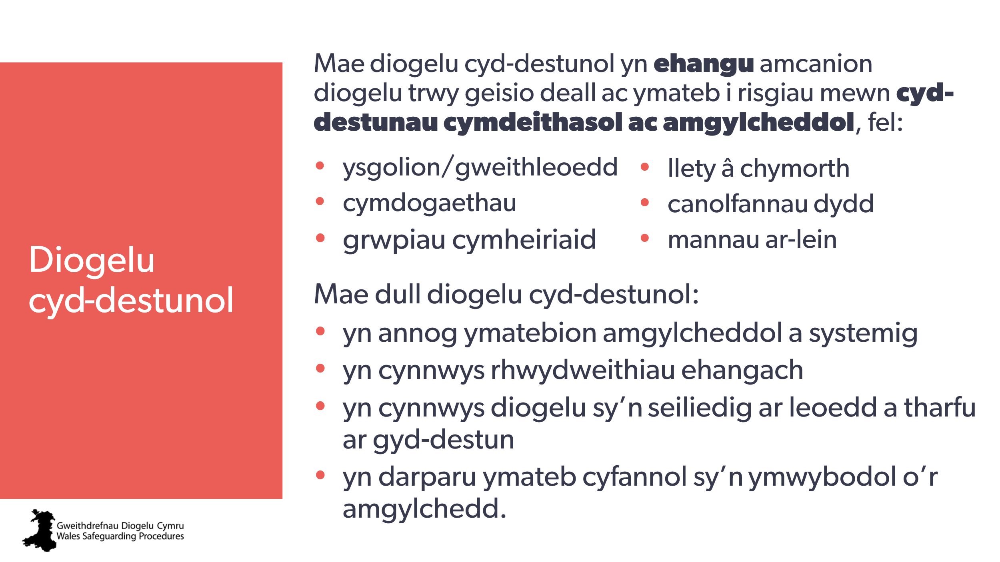 Diogelu
cyd-destunol
Mae diogelu cyd-destunol yn ehangu amcanion
diogelu trwy geisio deall ac ymateb i risgiau mewn cyd-
destunau cymdeithasol ac amgylcheddol, fel:
• ysgolion/gweithleoedd
• cymdogaethau
• grwpiau cymheiriaid
• llety â chymorth
• canolfannau dydd
• mannau ar-lein
Mae dull diogelu cyd-destunol:
• yn annog ymatebion amgylcheddol a systemig
• yn cynnwys rhwydweithiau ehangach
• yn cynnwys diogelu sy’n seiliedig ar leoedd a tharfu
ar gyd-destun
• yn darparu ymateb cyfannol sy’n ymwybodol o’r
amgylchedd.
Gweithdrefnau Diogelu Cymru
Wales Safeguarding Procedures